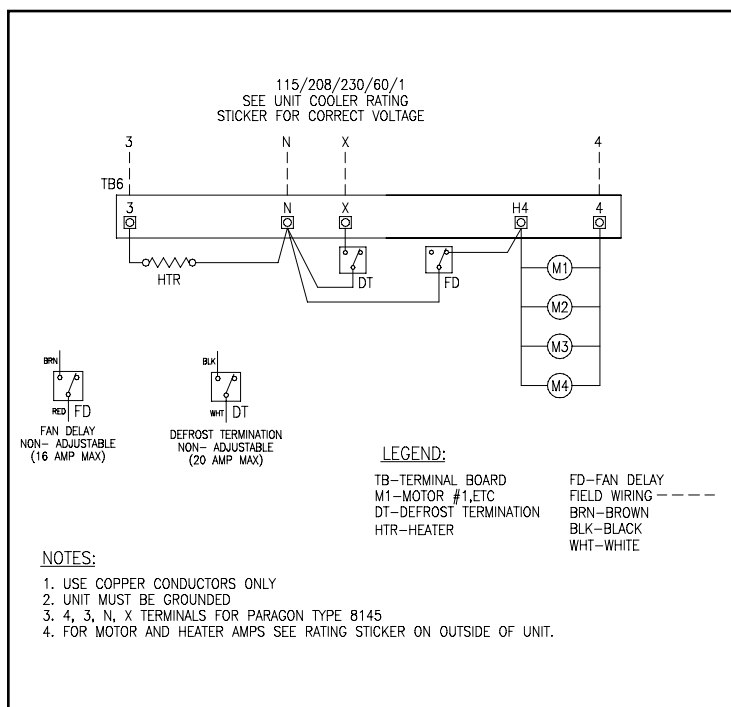 115/208/230/60/1
SEE UNIT COOLER RATING
STICKER FOR CORRECT VOLTAGE
3 N X 4
TB6
3 N X H4 4
HTR
DT
FD
M1
M2
M3
M4
BRN
RED FD
FAN DELAY
NON- ADJUSTABLE
(16 AMP MAX)
BLK
WHT DT
DEFROST TERMINATION
NON- ADJUSTABLE
(20 AMP MAX)
LEGEND:
TB-TERMINAL BOARD
M1-MOTOR #1,ETC
DT-DEFROST TERMINATION
HTR-HEATER
FD-FAN DELAY
FIELD WIRING ----
BRN-BROWN
BLK-BLACK
WHT-WHITE
NOTES:
1. USE COPPER CONDUCTORS ONLY
2. UNIT MUST BE GROUNDED
3. 4, 3, N, X TERMINALS FOR PARAGON TYPE 8145
4. FOR MOTOR AND HEATER AMPS SEE RATING STICKER ON OUTSIDE OF UNIT.